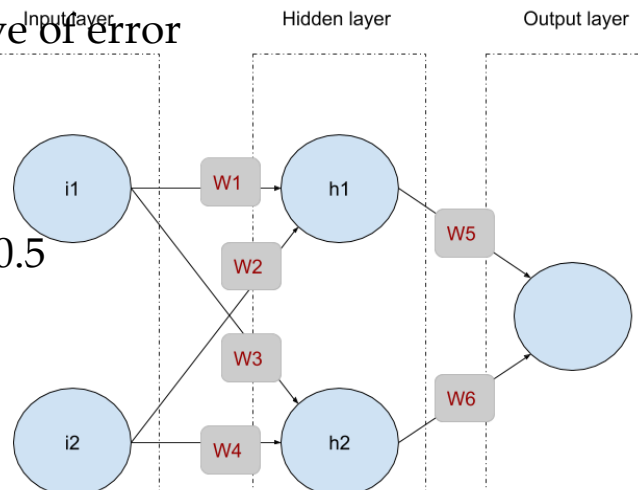 Input layer
ve of error
Hidden layer
Output layer
i1
W1
h1
W5
0.5
W2
W3
W6
i2
W4
h2